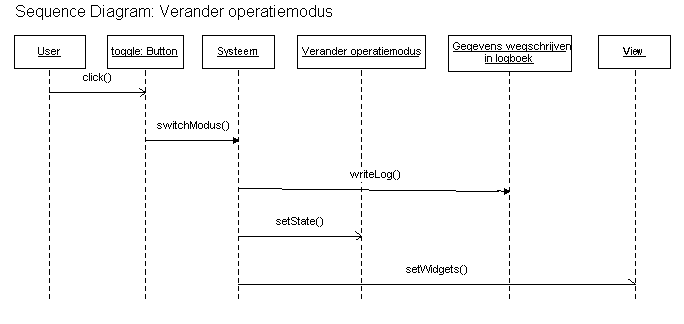 Sequence Diagram: Verander operatiemodus
User
toggle: Button
Systeem
Verander operatiemodus
Gegevens wegschrijven
in logboek
View
click()
switchModus()
writeLog()
setState()
setWidgets()